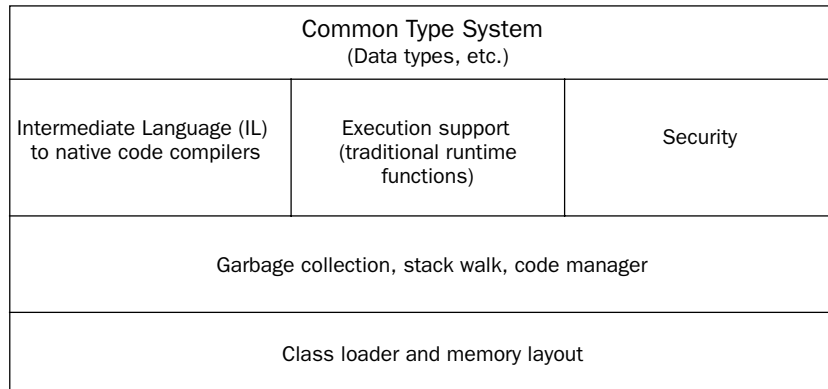 Common Type System
(Data types, etc.)
Intermediate Language (IL)
to native code compilers
Execution support
(traditional runtime
functions)
Security
Garbage collection, stack walk, code manager
Class loader and memory layout